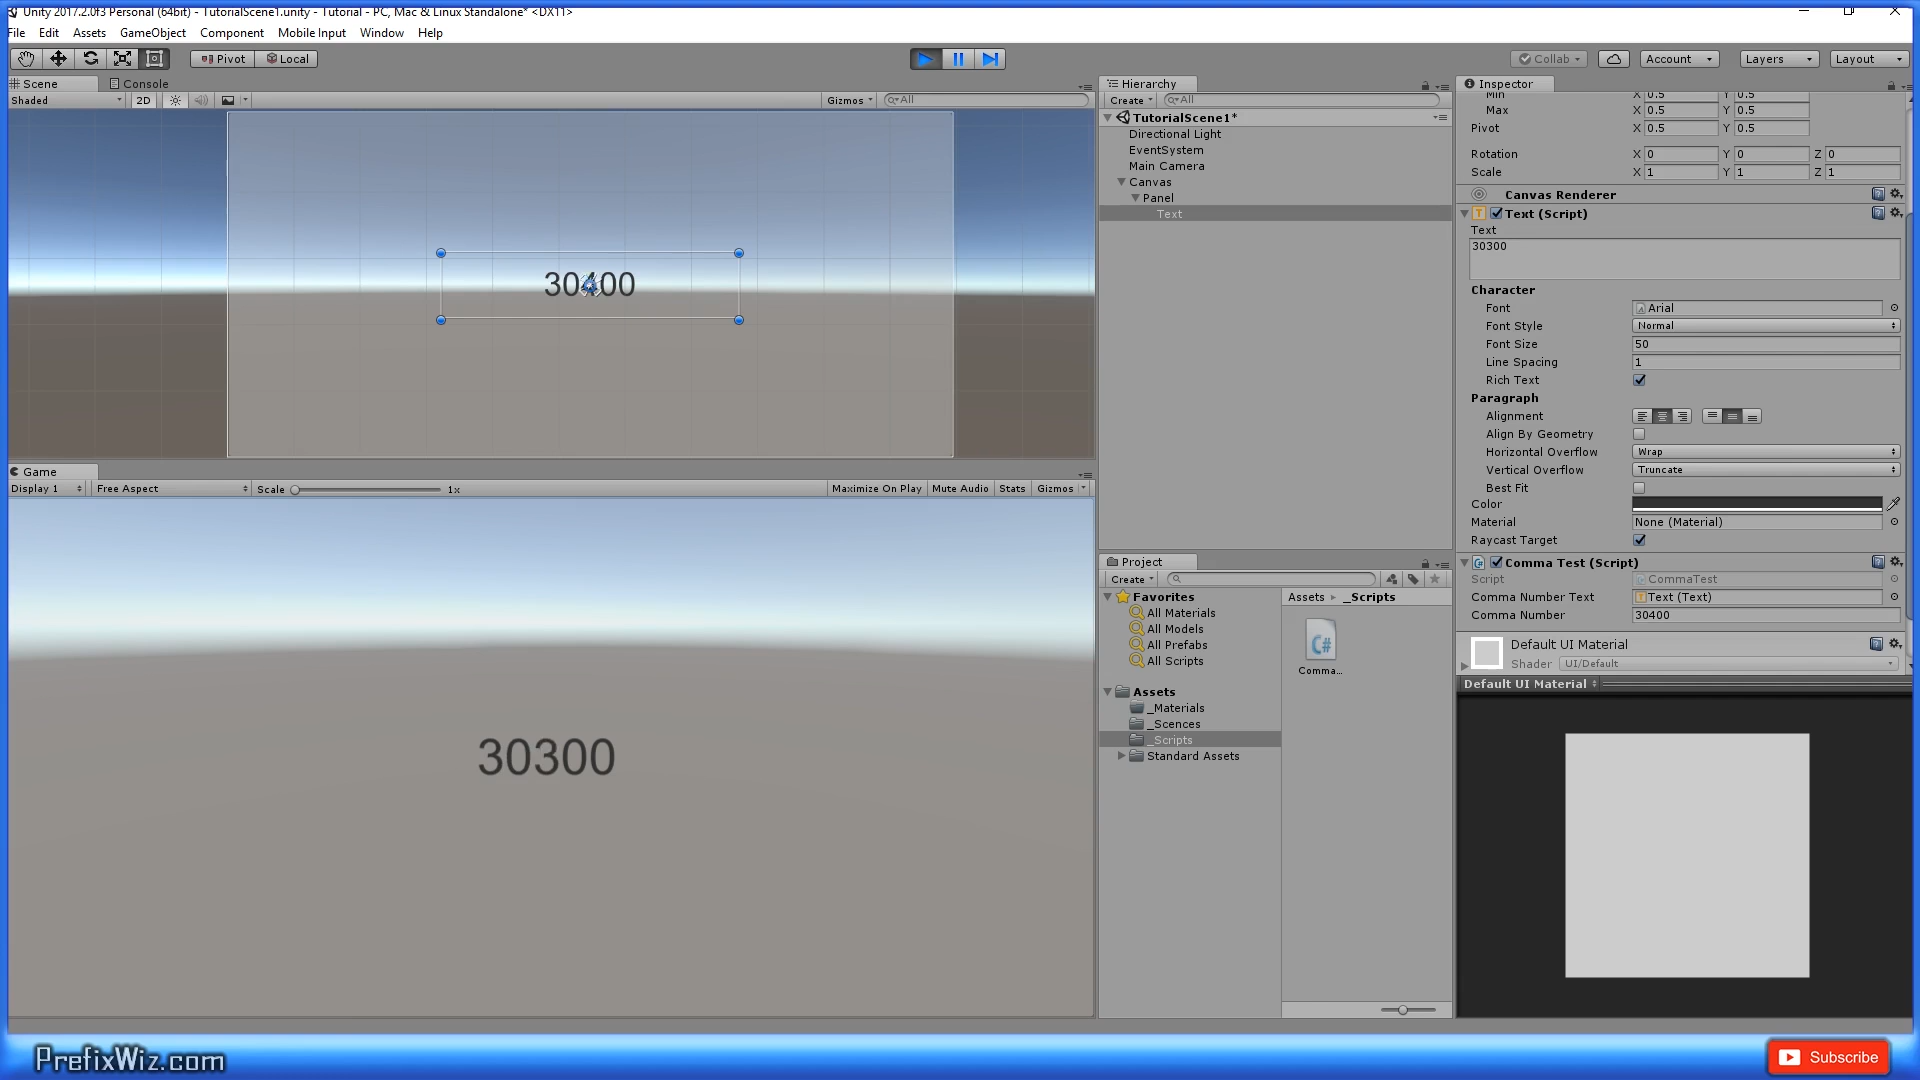 Unity 2017.2.0f3 Personal (64bit) - TutorialScene1.unity - Tutorial - PC, Mac & Linux Standalone* <DX11>
File Edit Assets GameObject Component Mobile Input Window Help
Pivot Local Collab Account Layers Layout
Scene Console
Shaded 2D Gizmos All
30400
Game
Display 1 Free Aspect Scale 1x Maximize On Play Mute Audio Stats Gizmos
30300
Hierarchy
Create All
TutorialScene1*
Directional Light
EventSystem
Main Camera
Canvas
Panel
Text
Project
Create
Favorites
All Materials
All Models
All Prefabs
All Scripts
Assets
_Materials
_Scences
_Scripts
Standard Assets
Assets _Scripts
C#
Comma...
Inspector
Min X 0.5 Y 0.5
Max X 0.5 Y 0.5
Pivot X 0.5 Y 0.5
Rotation X 0 Y 0 Z 0
Scale X 1 Y 1 Z 1
Canvas Renderer
Text (Script)
Text
30300
Character
Font Arial
Font Style Normal
Font Size 50
Line Spacing 1
Rich Text
Paragraph
Alignment
Align By Geometry
Horizontal Overflow Wrap
Vertical Overflow Truncate
Best Fit
Color
Material None (Material)
Raycast Target
Comma Test (Script)
Script CommaTest
Comma Number Text Text (Text)
Comma Number 30400
Default UI Material
Shader UI/Default
Default UI Material
PrefixWiz.com
Subscribe